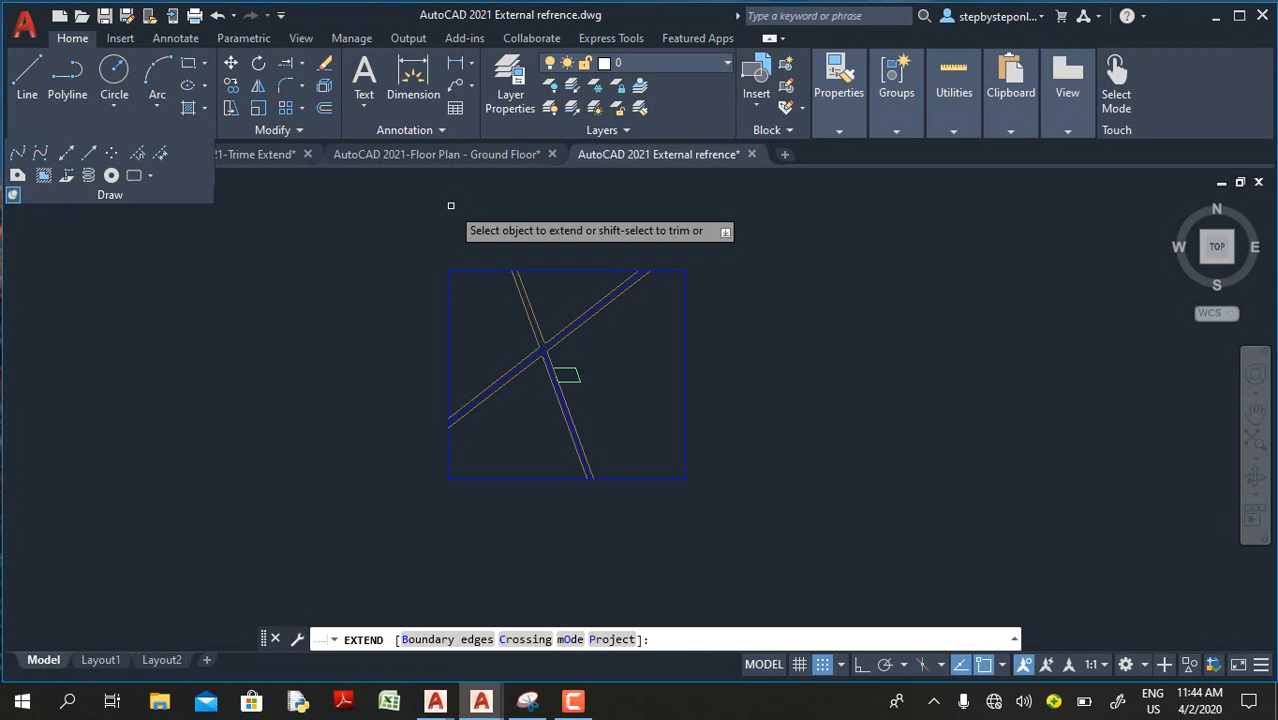 AutoCAD 2021 External refrence.dwg
Type a keyword or phrase
stepbysteponl...
Home Insert Annotate Parametric View Manage Output Add-ins Collaborate Express Tools Featured Apps
0
Line Polyline Circle Arc
Text Dimension
Layer Properties
Insert
Properties Groups Utilities Clipboard View
Select Mode
Modify Annotation Layers Block Touch
21-Trime Extend* AutoCAD 2021-Floor Plan - Ground Floor* AutoCAD 2021 External refrence*
Draw
N
W TOP E
S
WCS
Select object to extend or shift-select to trim or
EXTEND [Boundary edges Crossing mOde Project]:
Model Layout1 Layout2 +
MODEL 1:1
ENG 11:44 AM
US 4/2/2020